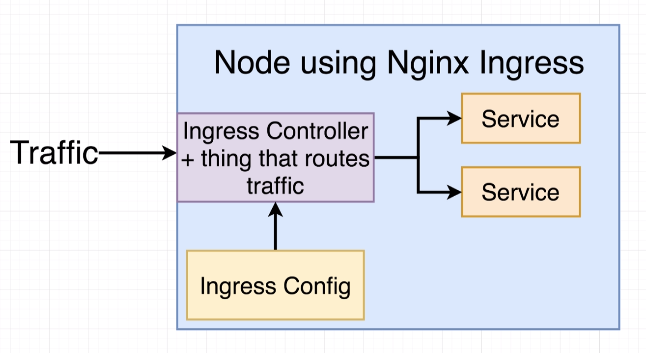 Node using Nginx Ingress
Traffic
Ingress Controller
+ thing that routes
traffic
Service
Service
Ingress Config